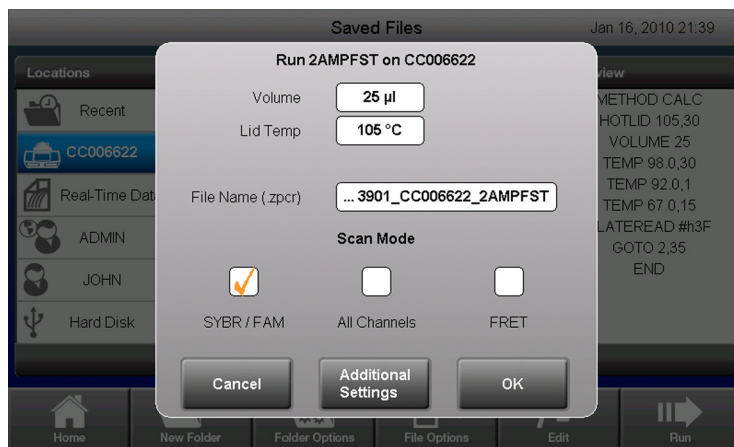 Saved Files
Jan 16, 2010 21:39
Locations
Recent
CC006622
Real-Time Dat
ADMIN
JOHN
Hard Disk
Run 2AMPFST on CC006622
Volume
25 µl
Lid Temp
105 °C
File Name (.zpcr)
... 3901_CC006622_2AMPFST
Scan Mode
SYBR / FAM
All Channels
FRET
Cancel
Additional
Settings
OK
view
METHOD CALC
HOTLID 105,30
VOLUME 25
TEMP 98.0,30
TEMP 92.0,1
TEMP 67.0,15
LATEREAD #h3F
GOTO 2,35
END
Home
New Folder
Folder Options
File Options
Edit
Run